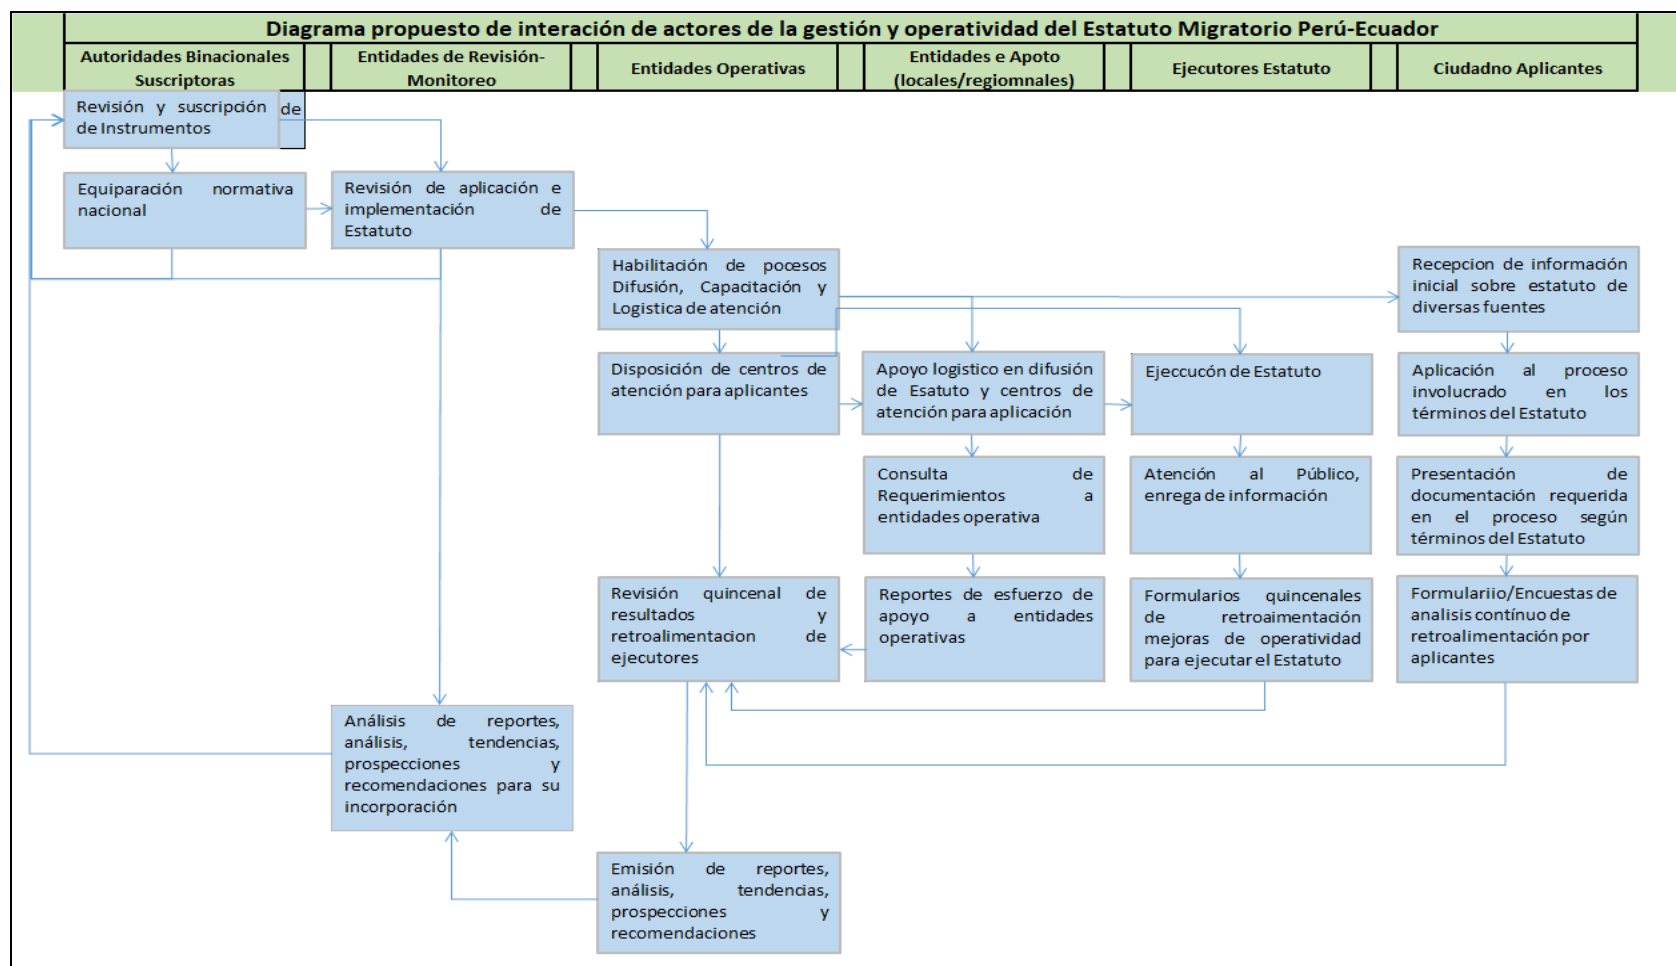 Diagrama propuesto de interación de actores de la gestión y operatividad del Estatuto Migratorio Perú-Ecuador
Autoridades Binacionales
Suscriptoras
Entidades de Revisión-
Monitoreo
Entidades Operativas
Entidades e Apoto
(locales/regiomnales)
Ejecutores Estatuto
Ciudadno Aplicantes
Revisión y suscripción de
de Instrumentos
Equiparación normativa
nacional
Revisión de aplicación e
implementación de
Estatuto
Habilitación de pocesos
Difusión, Capacitación y
Logistica de atención
Recepcion de información
inicial sobre estatuto de
diversas fuentes
Disposición de centros de
atención para aplicantes
Apoyo logistico en difusión
de Esatuto y centros de
atención para aplicación
Ejeccucón de Estatuto
Aplicación al proceso
involucrado en los
términos del Estatuto
Consulta de
Requerimientos a
entidades operativa
Atención al Público,
enrega de información
Presentación de
documentación requerida
en el proceso según
términos del Estatuto
Revisión quincenal de
resultados y
retroalimentacion de
ejecutores
Reportes de esfuerzo de
apoyo a entidades
operativas
Formularios quincenales
de retroaimentación
mejoras de operatividad
para ejecutar el Estatuto
Formulariio/Encuestas de
analisis contínuo de
retroalimentación por
aplicantes
Análisis de reportes,
análisis, tendencias,
prospecciones y
recomendaciones para su
incorporación
Emisión de reportes,
análisis, tendencias,
prospecciones y
recomendaciones